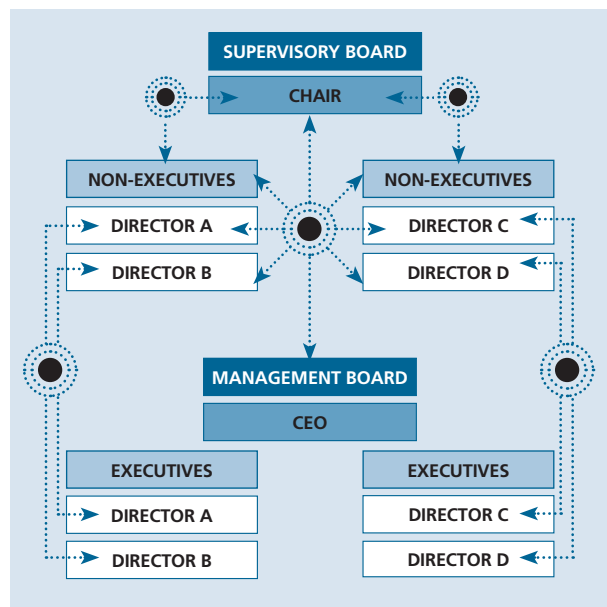 SUPERVISORY BOARD
CHAIR
NON-EXECUTIVES
DIRECTOR A
DIRECTOR B
NON-EXECUTIVES
DIRECTOR C
DIRECTOR D
MANAGEMENT BOARD
CEO
EXECUTIVES
DIRECTOR A
DIRECTOR B
EXECUTIVES
DIRECTOR C
DIRECTOR D